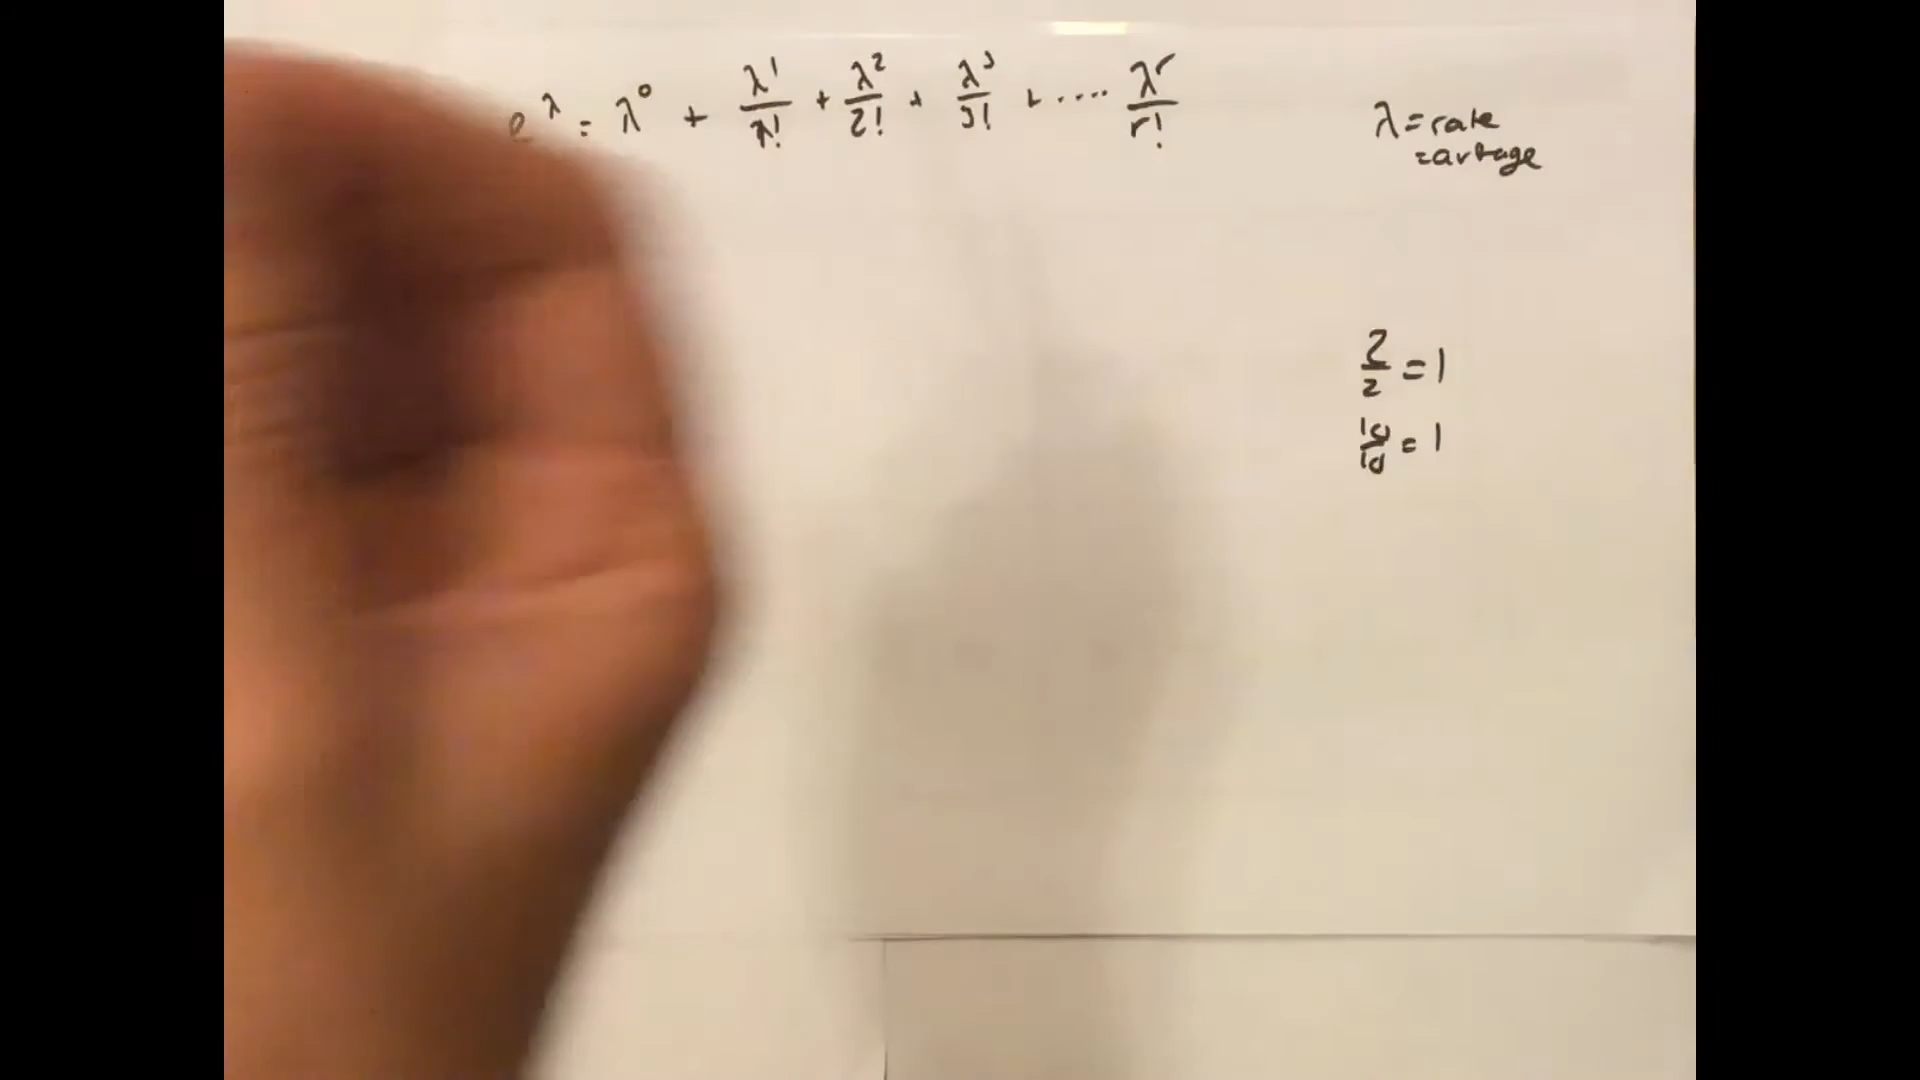 e^λ = λ^0 + λ^1/1! + λ^2/2! + λ^3/3! + .... λ^r/r!
λ = rate
= average
2/2 = 1
10/10 = 1